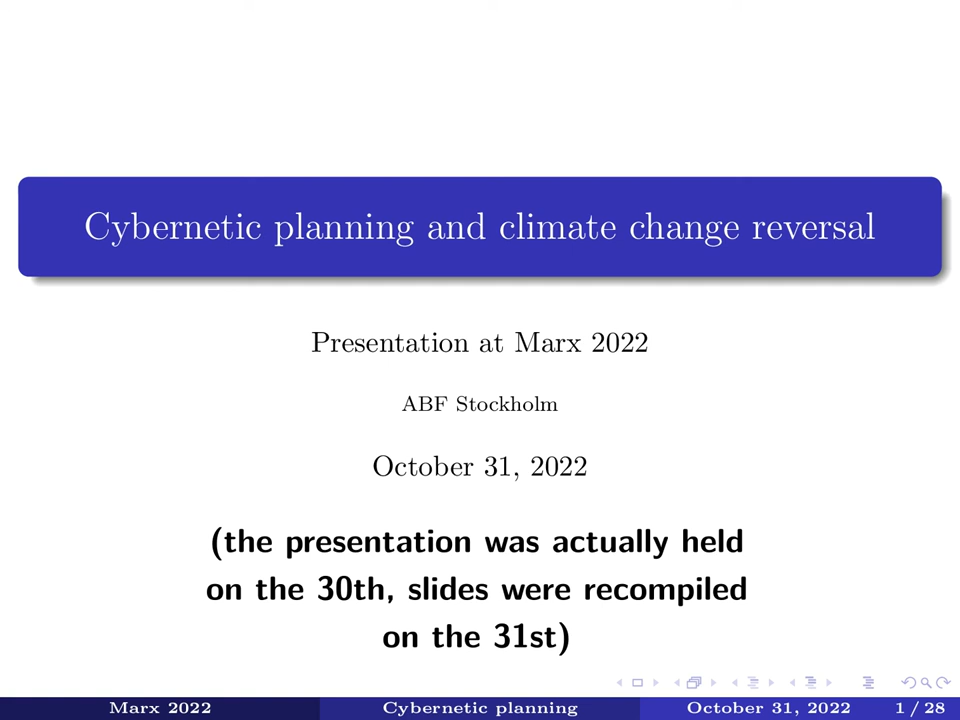 Cybernetic planning and climate change reversal
Presentation at Marx 2022
ABF Stockholm
October 31, 2022
(the presentation was actually held
on the 30th, slides were recompiled
on the 31st)
Marx 2022 Cybernetic planning October 31, 2022 1 / 28